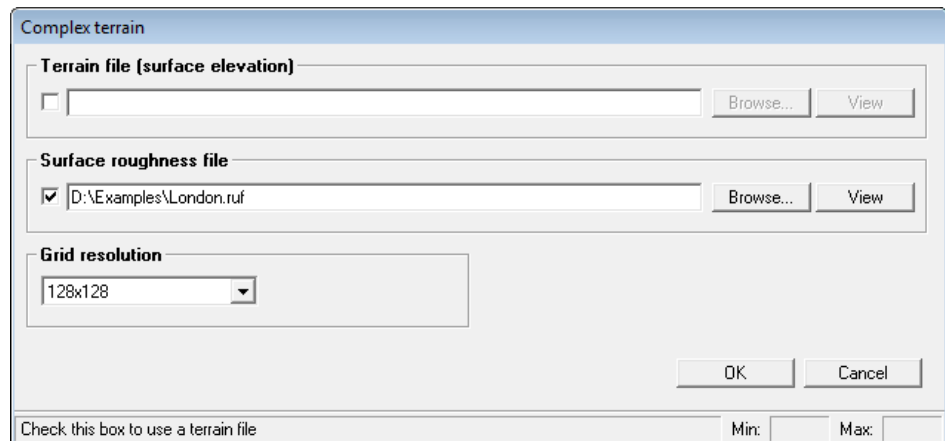 Complex terrain
Terrain file (surface elevation)
Browse... View
Surface roughness file
D:\Examples\London.ruf Browse... View
Grid resolution
128x128
OK Cancel
Check this box to use a terrain file Min: Max: